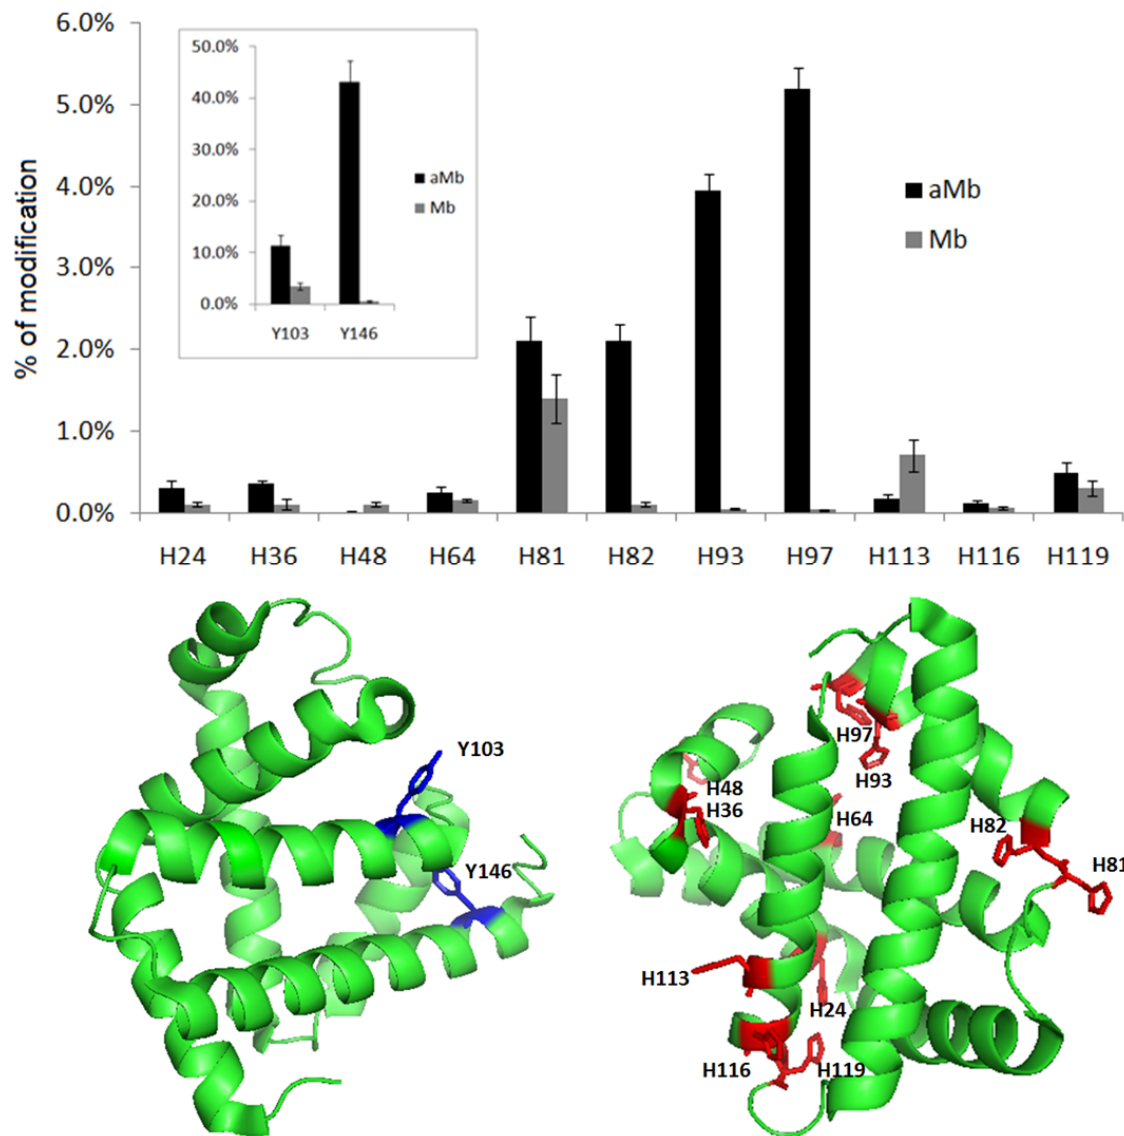 % of modification
6.0%
5.0%
4.0%
3.0%
2.0%
1.0%
0.0%
50.0%
40.0%
30.0%
20.0%
10.0%
0.0%
aMb
Mb
Y103 Y146
aMb
Mb
H24 H36 H48 H64 H81 H82 H93 H97 H113 H116 H119
Y103
Y146
H97
H93
H48
H36
H64
H82
H81
H113
H24
H116
H119